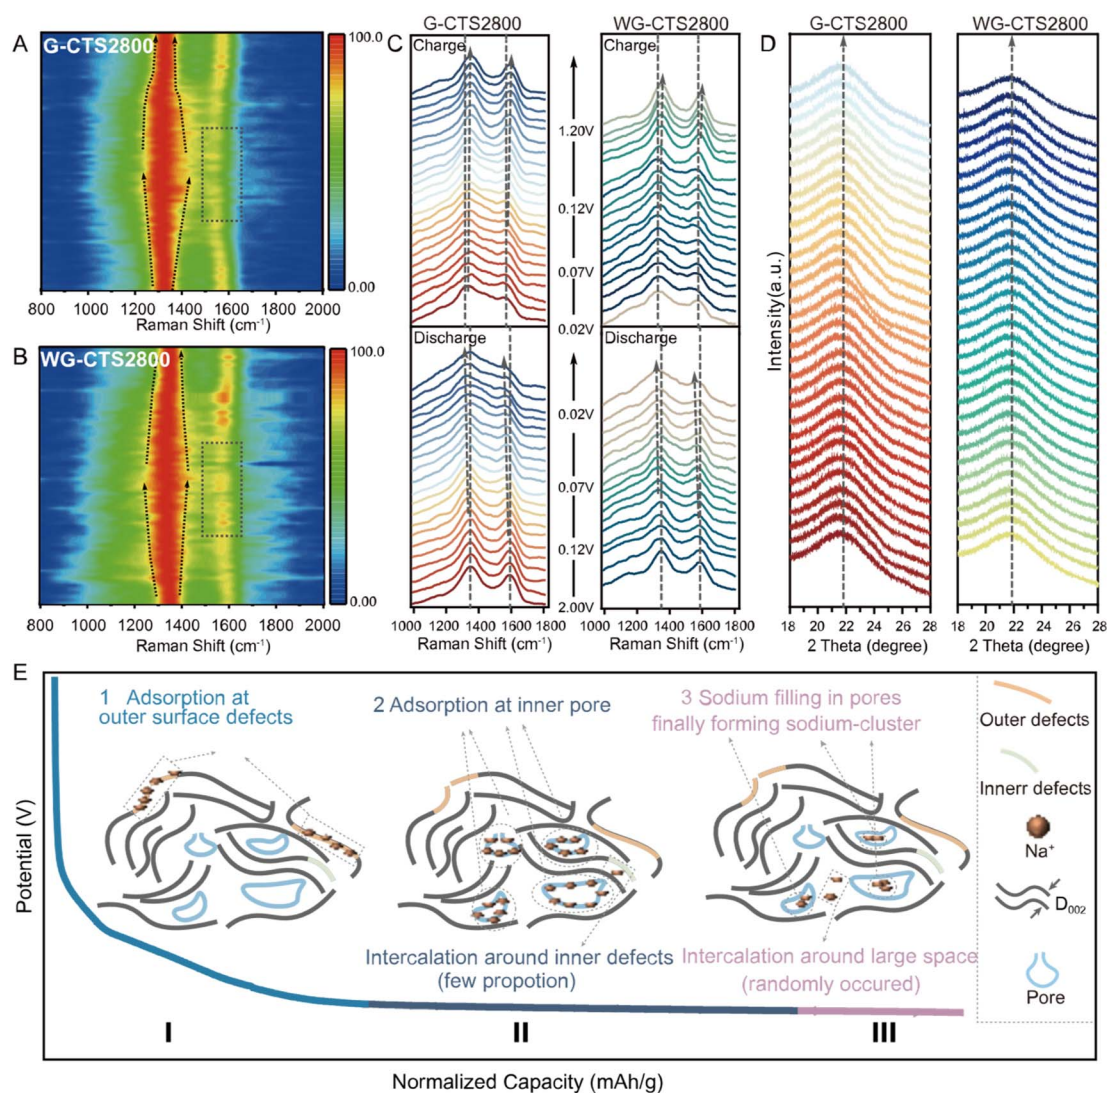 A
G-CTS2800
100.0
0.00
800 1000 1200 1400 1600 1800 2000
Raman Shift (cm⁻¹)
B
WG-CTS2800
100.0
0.00
800 1000 1200 1400 1600 1800 2000
Raman Shift (cm⁻¹)
C
G-CTS2800
WG-CTS2800
Charge
Charge
1.20V
0.12V
0.07V
0.02V
Discharge
Discharge
0.02V
0.07V
0.12V
2.00V
1000 1200 1400 1600 1800
1000 1200 1400 1600 1800
Raman Shift (cm⁻¹)
Raman Shift (cm⁻¹)
D
G-CTS2800
WG-CTS2800
Intensity(a.u.)
18 20 22 24 26 28
18 20 22 24 26 28
2 Theta (degree)
2 Theta (degree)
E
Potential (V)
1 Adsorption at
outer surface defects
2 Adsorption at inner pore
3 Sodium filling in pores
finally forming sodium-cluster
Intercalation around inner defects
(few propotion)
Intercalation around large space
(randomly occured)
I
II
III
Outer defects
Innerr defects
Na⁺
D₀₀₂
Pore
Normalized Capacity (mAh/g)